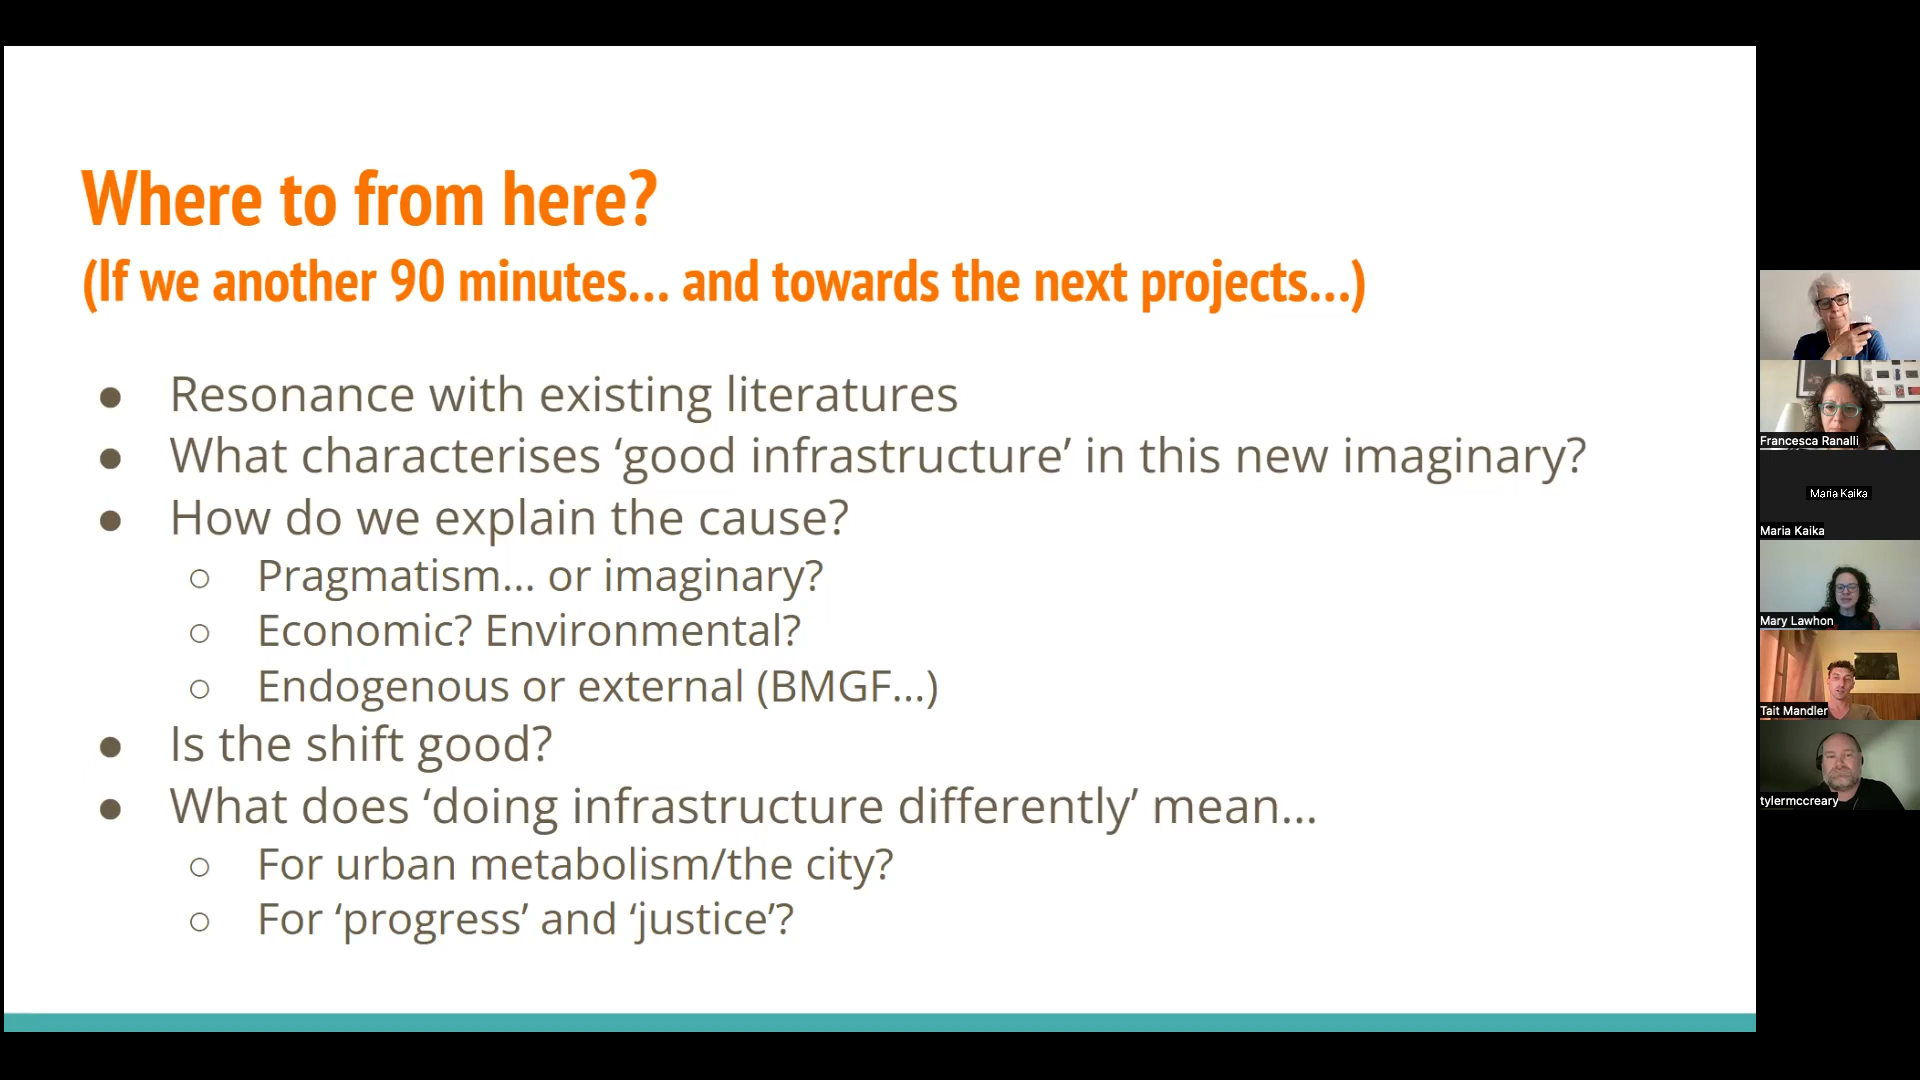 Where to from here?
(If we another 90 minutes... and towards the next projects...)
● Resonance with existing literatures
● What characterises ‘good infrastructure’ in this new imaginary?
● How do we explain the cause?
○ Pragmatism... or imaginary?
○ Economic? Environmental?
○ Endogenous or external (BMGF...)
● Is the shift good?
● What does ‘doing infrastructure differently’ mean...
○ For urban metabolism/the city?
○ For ‘progress’ and ‘justice’?
Francesca Ranalli
Maria Kaika
Maria Kaika
Mary Lawhon
Tait Mandler
tylermccreary